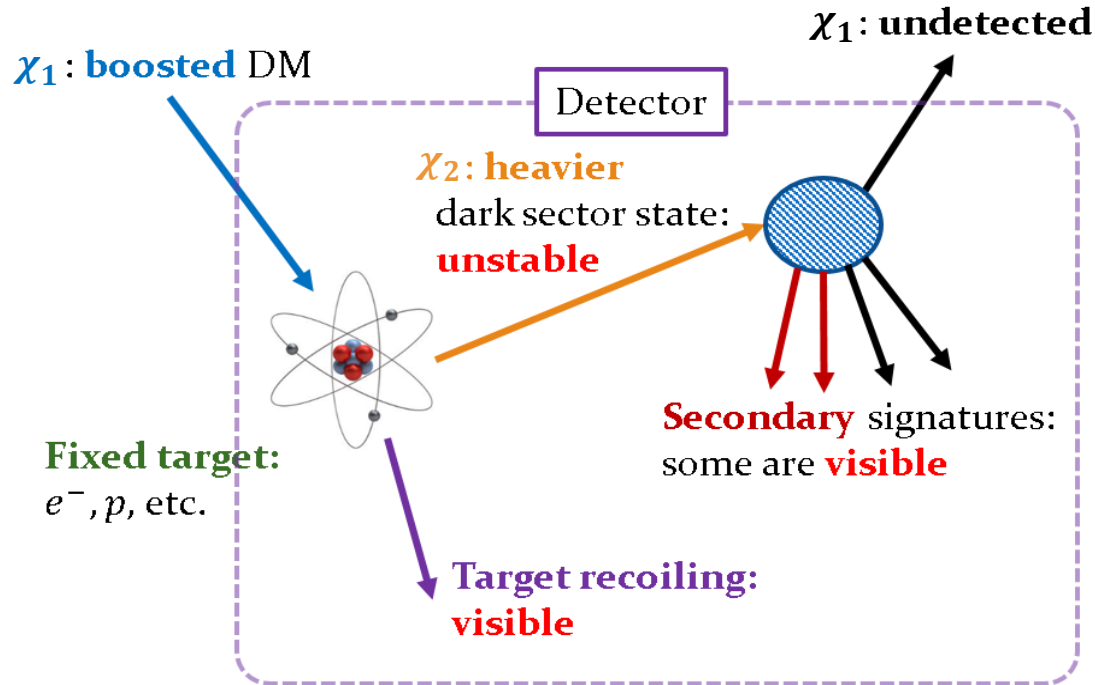 χ₁: undetected
χ₁: boosted DM
Detector
χ₂: heavier
dark sector state:
unstable
Secondary signatures:
some are visible
Fixed target:
e⁻, p, etc.
Target recoiling:
visible